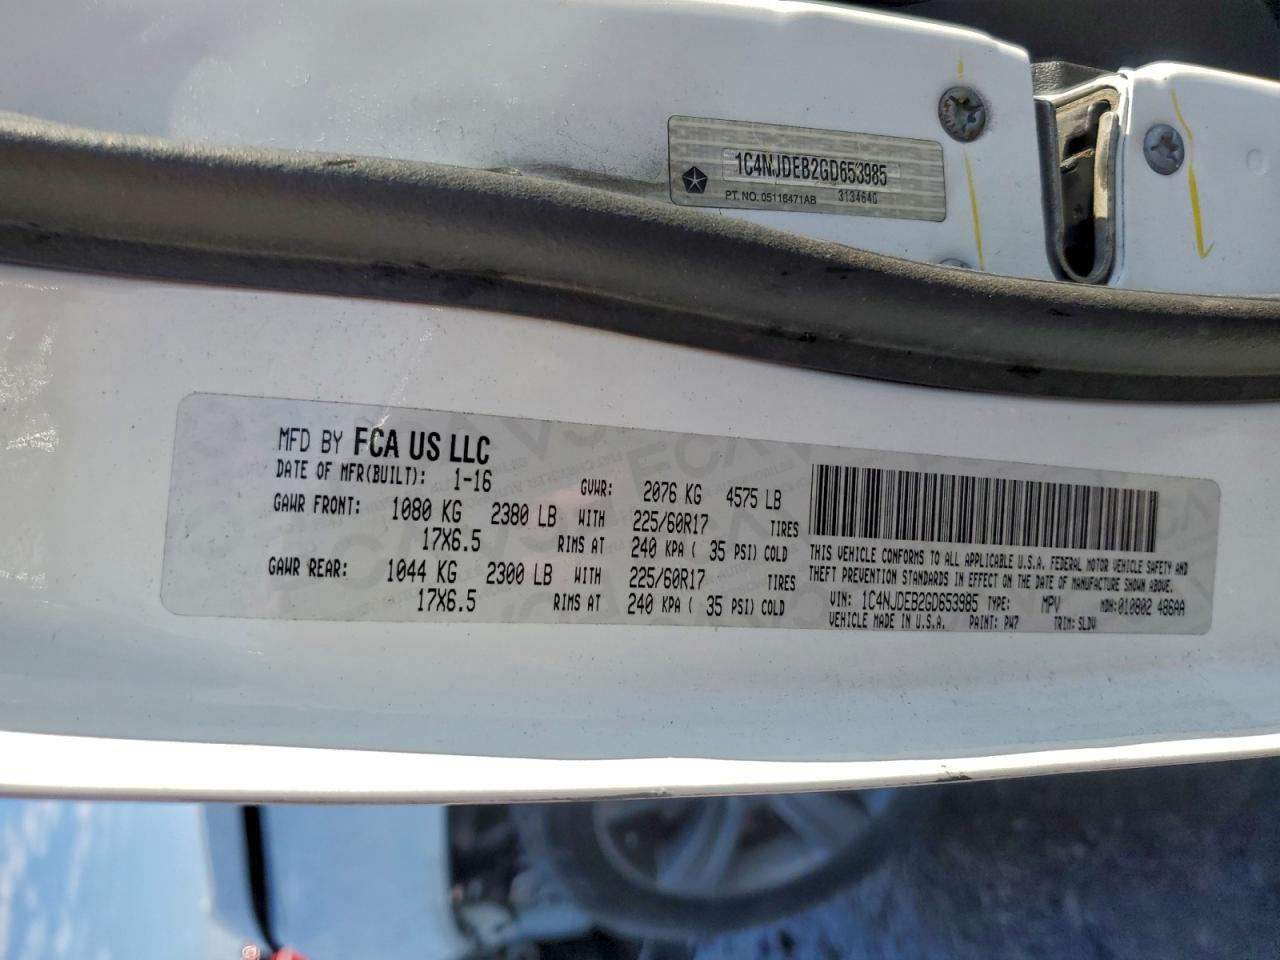 1C4NJDEB2GD653985
PT. NO. 05116471AB 3134640
MFD BY FCA US LLC
DATE OF MFR(BUILT): 1-16 GVWR: 2076 KG 4575 LB
GAWR FRONT: 1080 KG 2380 LB WITH 225/60R17 TIRES
17X6.5 RIMS AT 240 KPA ( 35 PSI) COLD
GAWR REAR: 1044 KG 2300 LB WITH 225/60R17 TIRES
17X6.5 RIMS AT 240 KPA ( 35 PSI) COLD
THIS VEHICLE CONFORMS TO ALL APPLICABLE U.S.A. FEDERAL MOTOR VEHICLE SAFETY AND
THEFT PREVENTION STANDARDS IN EFFECT ON THE DATE OF MANUFACTURE SHOWN ABOVE.
VIN: 1C4NJDEB2GD653985 TYPE: MPV MDH: 010802 486AA
VEHICLE MADE IN U.S.A. PAINT: PW7 TRIM: SLDV